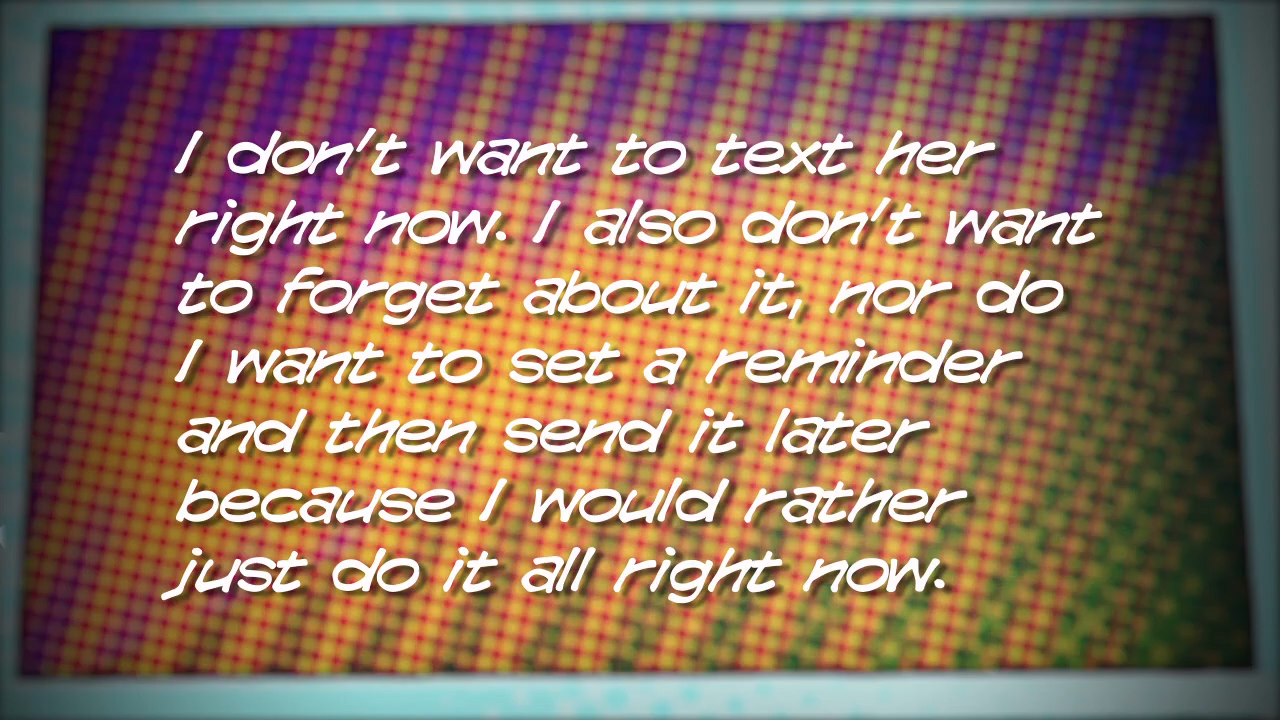 I don't want to text her
right now. I also don't want
to forget about it, nor do
I want to set a reminder
and then send it later
because I would rather
just do it all right now.